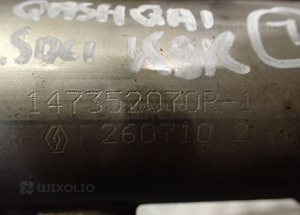 QASHQAI
1.5DCI K9K
147352070R-1
260710 2
WIXOLIO